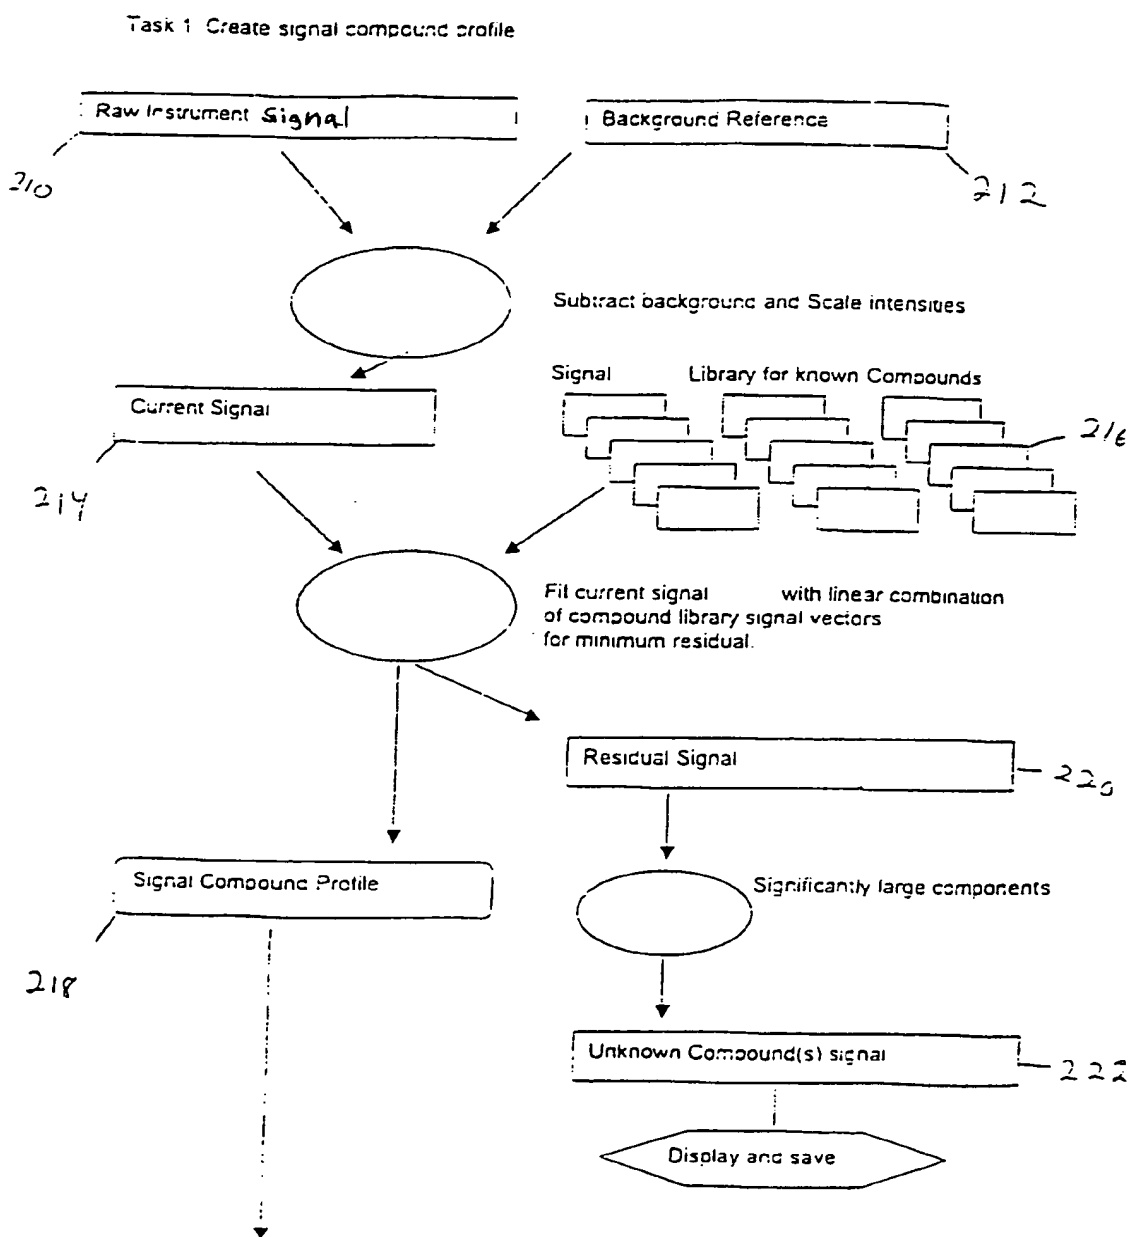 Task 1 Create signal compound profile
Raw Instrument Signal
Background Reference
210
212
Subtract background and Scale intensities
Signal Library for known Compounds
Current Signal
216
214
Fit current signal with linear combination
of compound library signal vectors
for minimum residual.
Residual Signal
220
Signal Compound Profile
Significantly large components
218
Unknown Compound(s) signal
222
Display and save